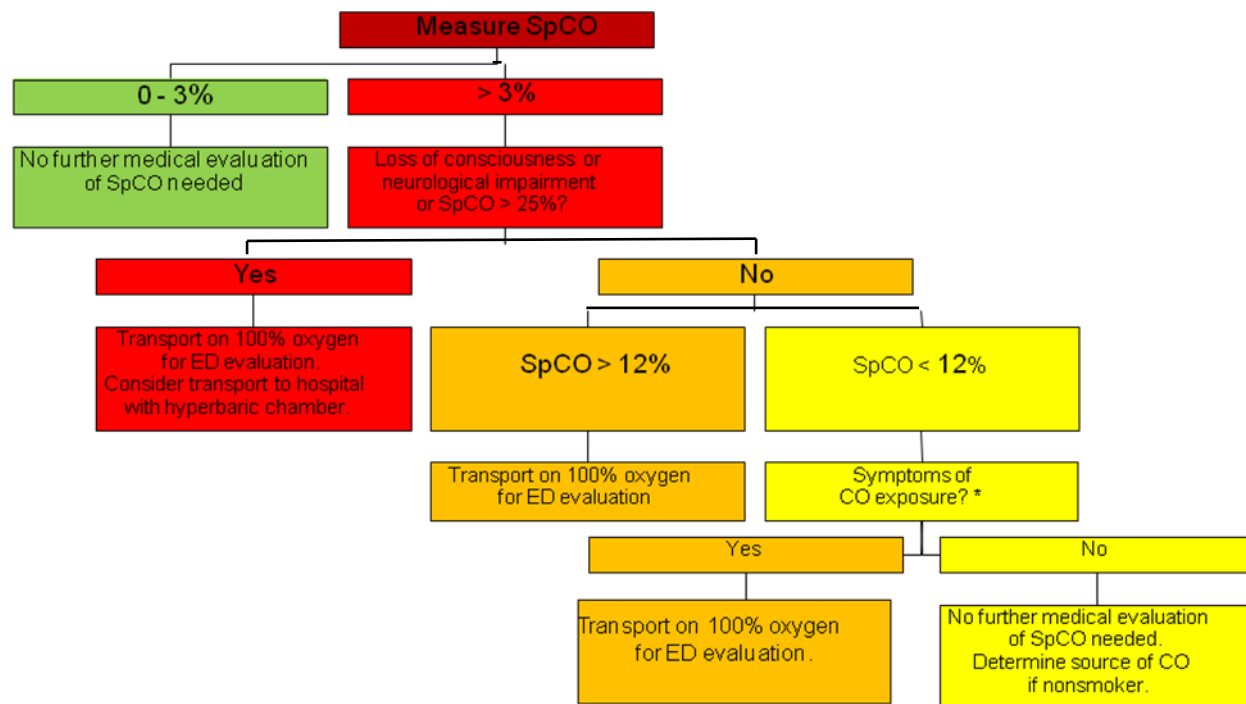 Measure SpCO
0 - 3%
> 3%
No further medical evaluation
of SpCO needed
Loss of consciousness or
neurological impairment
or SpCO > 25%?
Yes
No
Transport on 100% oxygen
for ED evaluation.
Consider transport to hospital
with hyperbaric chamber.
SpCO > 12%
SpCO < 12%
Transport on 100% oxygen
for ED evaluation
Symptoms of
CO exposure? *
Yes
No
Transport on 100% oxygen
for ED evaluation.
No further medical evaluation
of SpCO needed.
Determine source of CO
if nonsmoker.